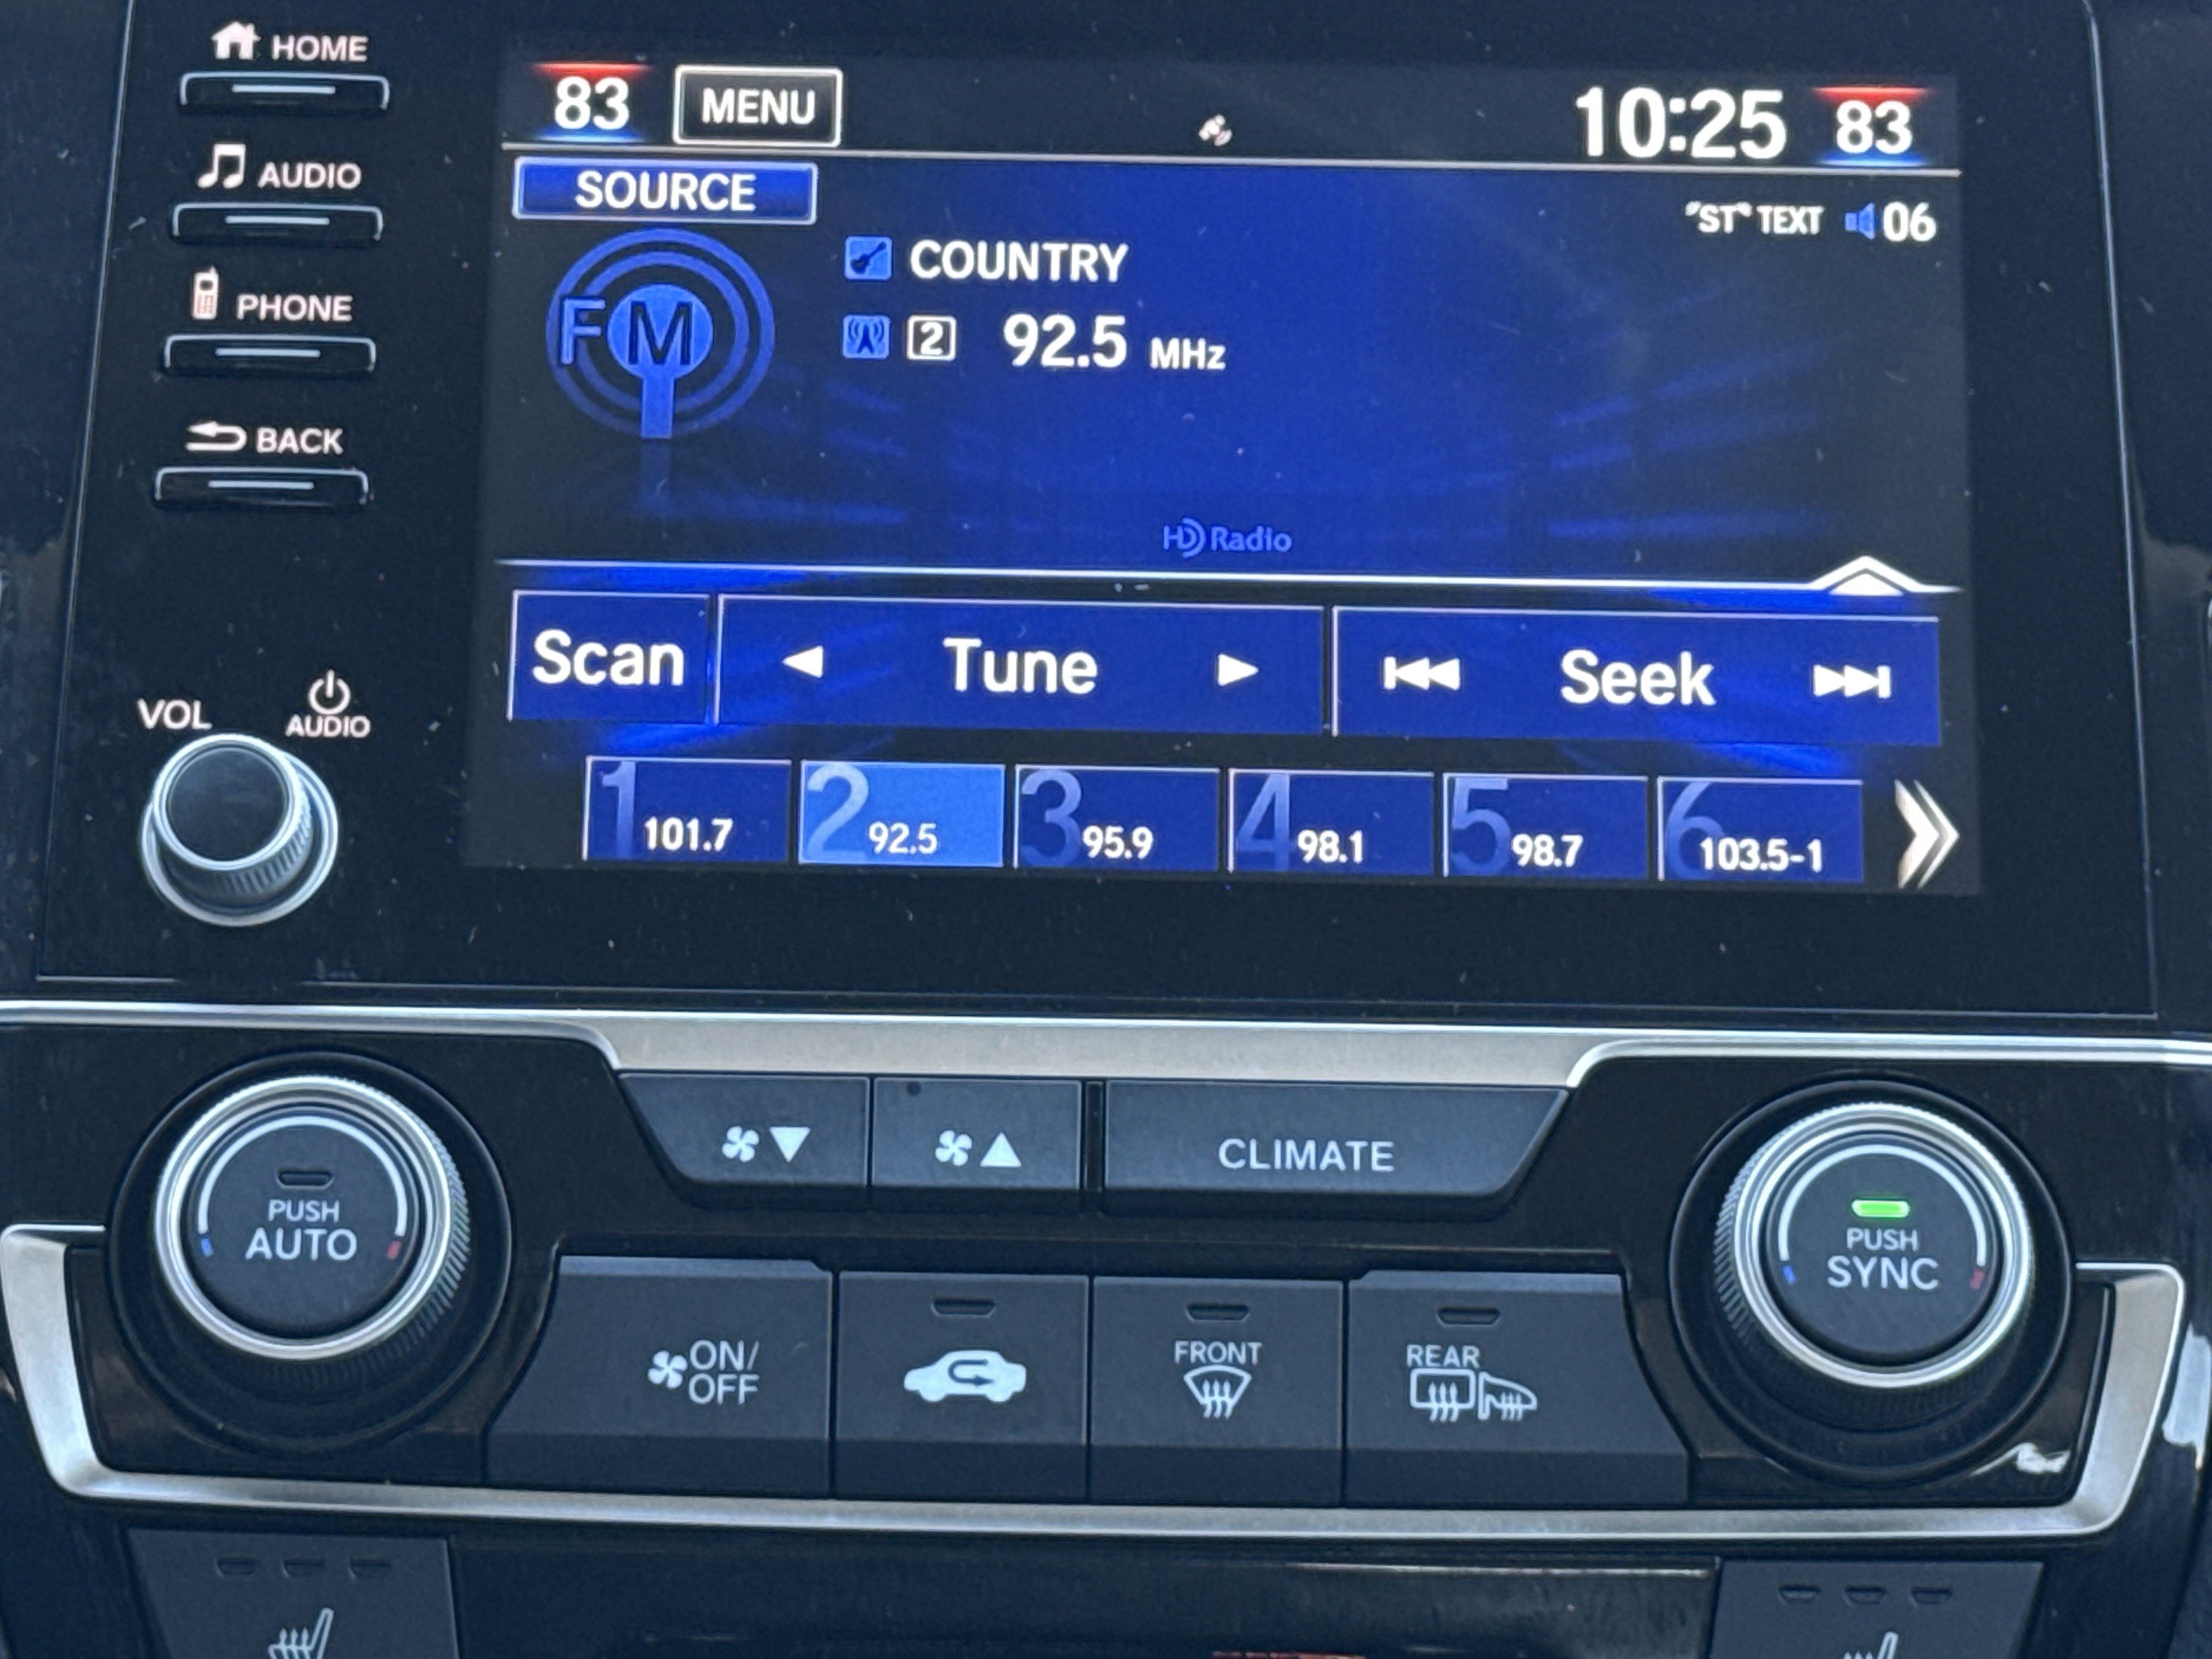 HOME
83 MENU 10:25 83
AUDIO
SOURCE
"ST" TEXT 06
COUNTRY
FM
PHONE
2 92.5 MHz
BACK
HD Radio
Scan Tune Seek
VOL AUDIO
1 101.7 2 92.5 3 95.9 4 98.1 5 98.7 6 103.5-1
CLIMATE
PUSH
AUTO
PUSH
SYNC
ON/
OFF
FRONT
REAR